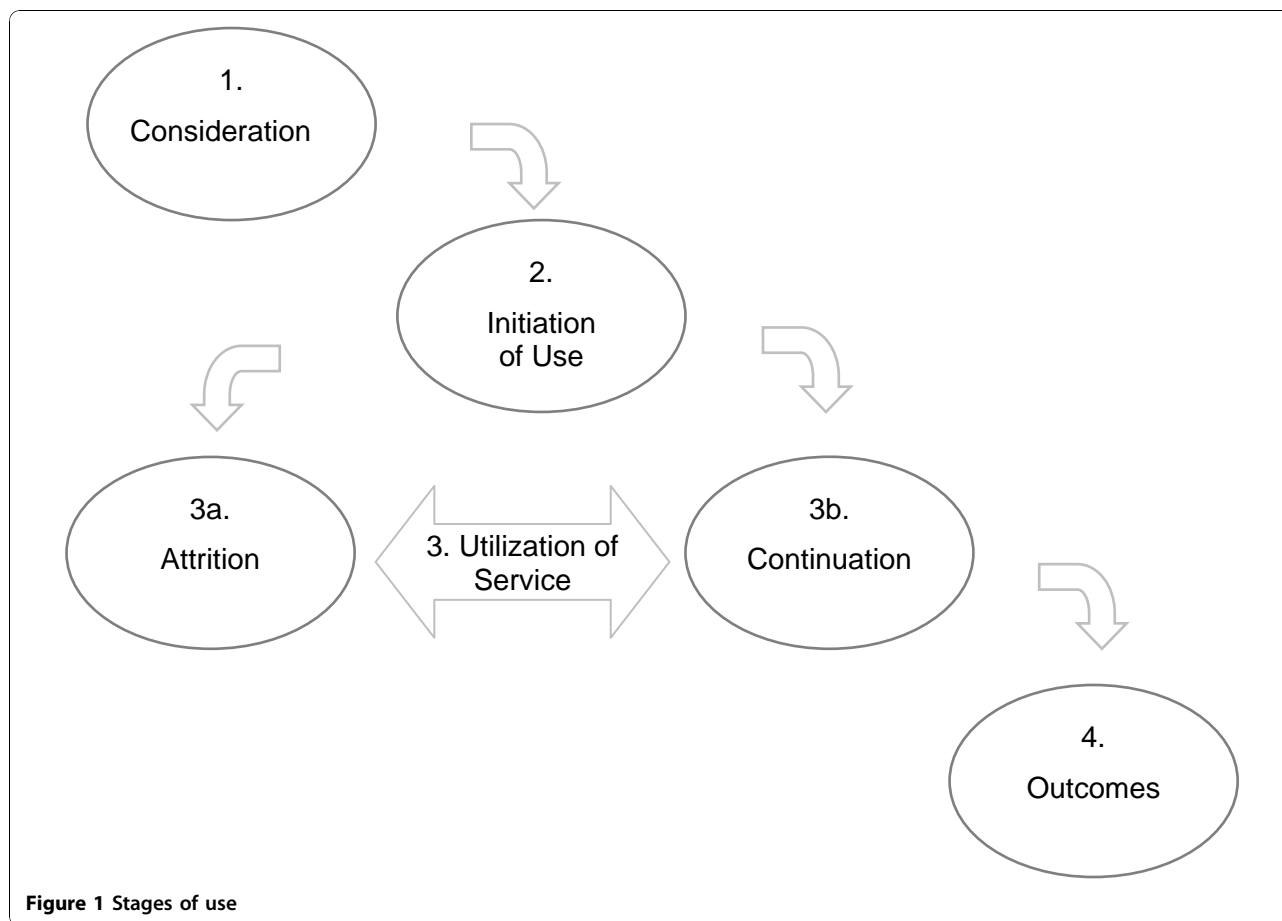 1.
Consideration
2.
Initiation
of Use
3a.
Attrition
3. Utilization of
Service
3b.
Continuation
4.
Outcomes
Figure 1 Stages of use